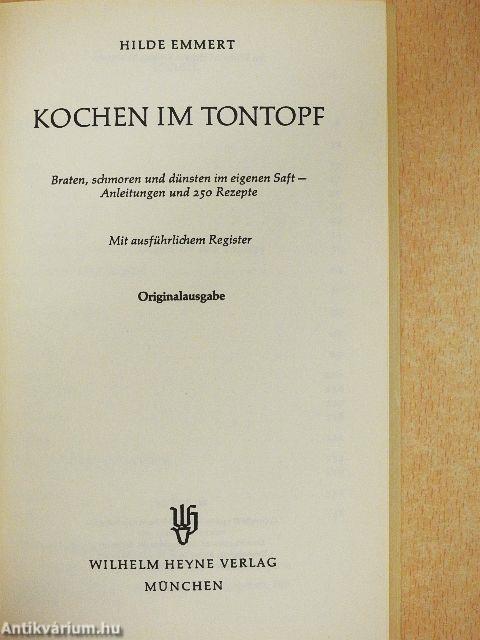 HILDE EMMERT
KOCHEN IM TONTOPF
Braten, schmoren und dünsten im eigenen Saft —
Anleitungen und 250 Rezepte
Mit ausführlichem Register
Originalausgabe
WILHELM HEYNE VERLAG
MÜNCHEN
Antikvárium.hu